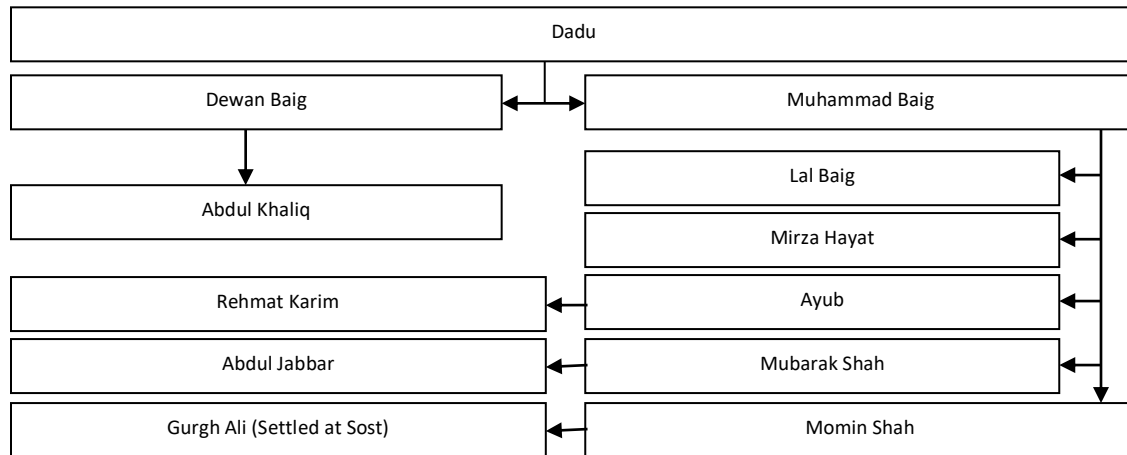 Dadu
Dewan Baig
Muhammad Baig
Lal Baig
Abdul Khaliq
Mirza Hayat
Rehmat Karim
Ayub
Abdul Jabbar
Mubarak Shah
Gurgh Ali (Settled at Sost)
Momin Shah